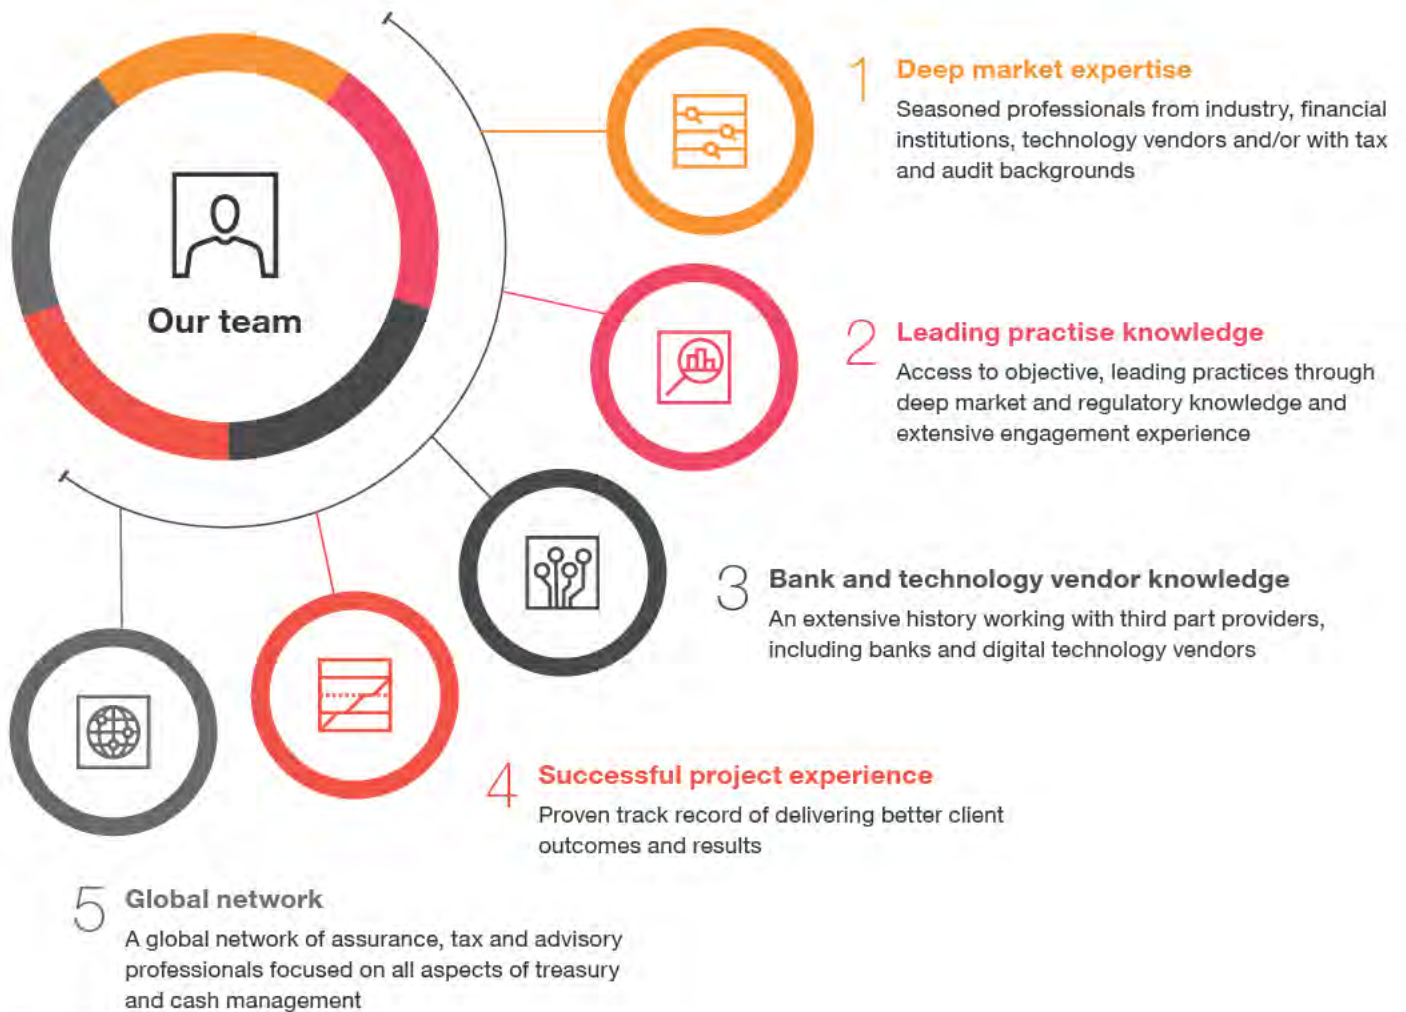 Our team
1
Deep market expertise
Seasoned professionals from industry, financial
institutions, technology vendors and/or with tax
and audit backgrounds
2
Leading practise knowledge
Access to objective, leading practices through
deep market and regulatory knowledge and
extensive engagement experience
3
Bank and technology vendor knowledge
An extensive history working with third part providers,
including banks and digital technology vendors
4
Successful project experience
Proven track record of delivering better client
outcomes and results
5
Global network
A global network of assurance, tax and advisory
professionals focused on all aspects of treasury
and cash management